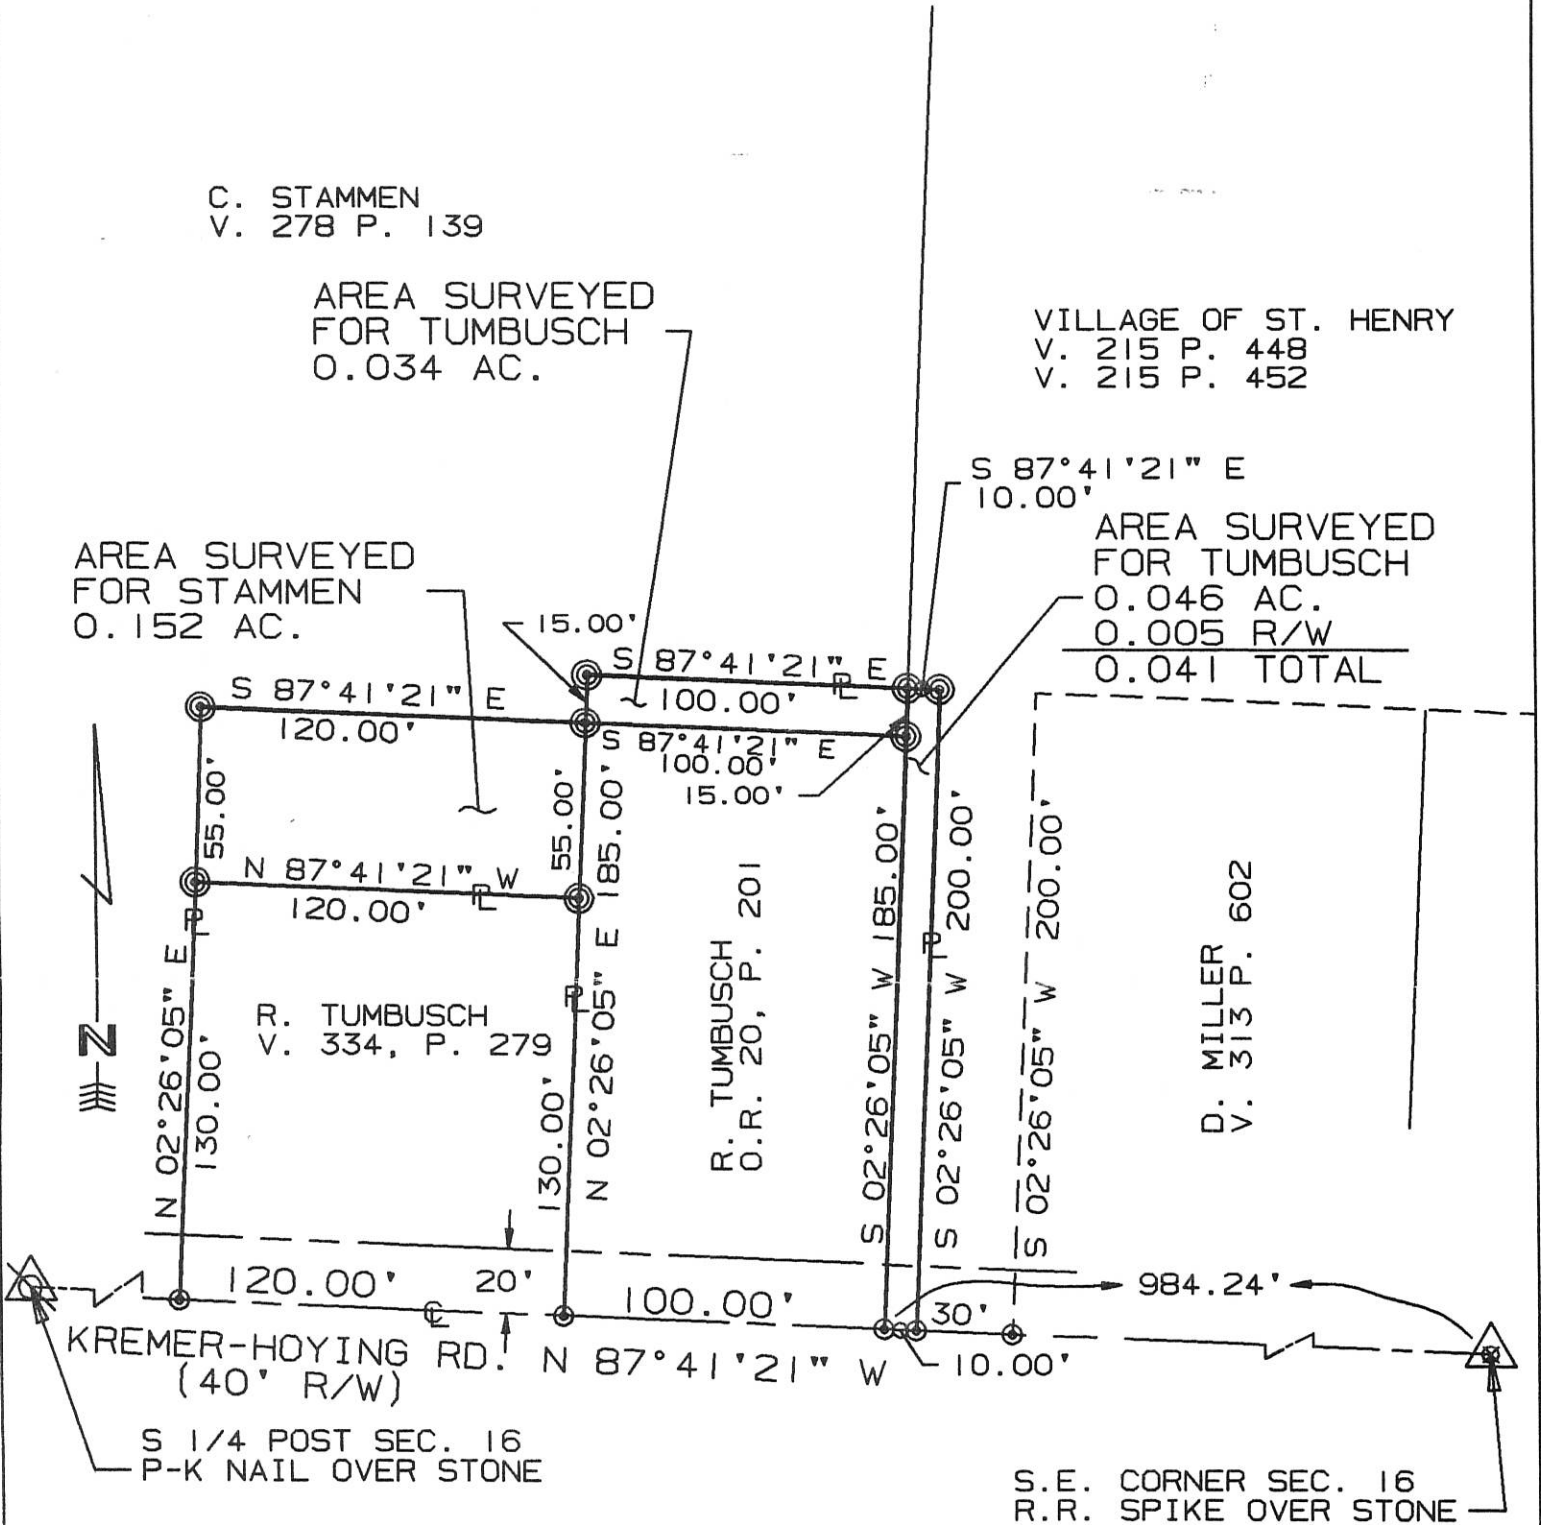 C. STAMMEN
V. 278 P. 139
AREA SURVEYED
FOR TUMBUSCH
0.034 AC.
VILLAGE OF ST. HENRY
V. 215 P. 448
V. 215 P. 452
S 87°41'21" E
10.00'
AREA SURVEYED
FOR TUMBUSCH
0.046 AC.
0.005 R/W
0.041 TOTAL
AREA SURVEYED
FOR STAMMEN
0.152 AC.
15.00'
S 87°41'21" E
PL
100.00'
S 87°41'21" E
120.00'
S 87°41'21" E
100.00'
15.00'
55.00'
55.00'
185.00'
N 87°41'21" W
PL
120.00'
PL
N 02°26'05" E
130.00'
R. TUMBUSCH
V. 334, P. 279
PL
130.00'
N 02°26'05" E
R. TUMBUSCH
O.R. 20, P. 201
S 02°26'05" W 185.00'
PL
S 02°26'05" W 200.00'
S 02°26'05" W 200.00'
D. MILLER
V. 313 P. 602
N
120.00'
20'
100.00'
30'
984.24'
CL
10.00'
KREMER-HOYING RD. N 87°41'21" W
(40' R/W)
S 1/4 POST SEC. 16
P-K NAIL OVER STONE
S.E. CORNER SEC. 16
R.R. SPIKE OVER STONE